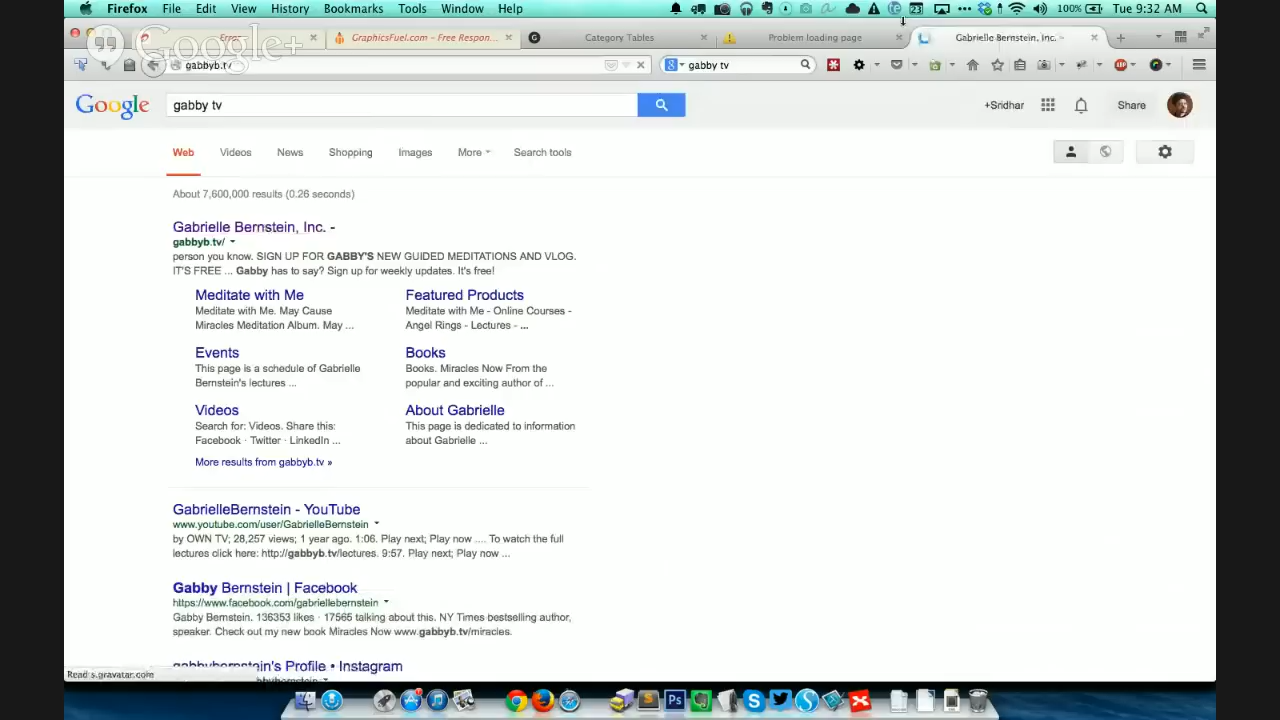 Firefox File Edit View History Bookmarks Tools Window Help 23 100% Tue 9:32 AM
Google+
Error GraphicsFuel.com – Free Respon... Category Tables Problem loading page Gabrielle Bernstein, Inc. –
gabbyb.tv gabby tv
Google gabby tv +Sridhar Share
Web Videos News Shopping Images More Search tools
About 7,600,000 results (0.26 seconds)
Gabrielle Bernstein, Inc. -
gabbyb.tv/
person you know. SIGN UP FOR GABBY'S NEW GUIDED MEDITATIONS AND VLOG.
IT'S FREE ... Gabby has to say? Sign up for weekly updates. It's free!
Meditate with Me
Meditate with Me. May Cause
Miracles Meditation Album. May ...
Featured Products
Meditate with Me - Online Courses -
Angel Rings - Lectures - ...
Events
This page is a schedule of Gabrielle
Bernstein's lectures ...
Books
Books. Miracles Now From the
popular and exciting author of ...
Videos
Search for: Videos. Share this:
Facebook · Twitter · LinkedIn ...
About Gabrielle
This page is dedicated to information
about Gabrielle ...
More results from gabbyb.tv »
GabrielleBernstein - YouTube
www.youtube.com/user/GabrielleBernstein
by OWN TV; 28,257 views; 1 year ago. 1:06. Play next; Play now .... To watch the full
lectures click here: http://gabbyb.tv/lectures. 9:57. Play next; Play now ...
Gabby Bernstein | Facebook
https://www.facebook.com/gabriellebernstein
Gabby Bernstein. 136353 likes · 17565 talking about this. NY Times bestselling author,
speaker. Check out my new book Miracles Now www.gabbyb.tv/miracles.
gabbybernstein's Profile • Instagram
Read s.gravatar.com
Ps